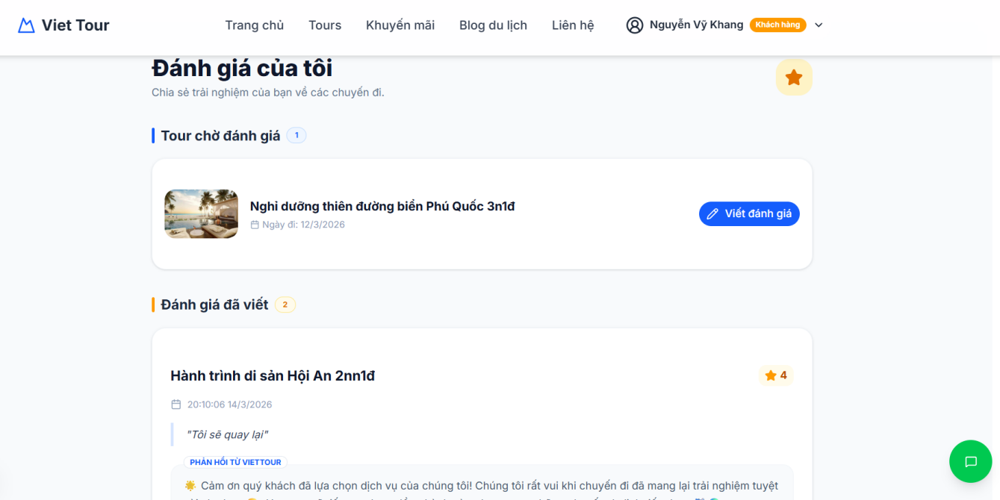 Viet Tour
Trang chủ Tours Khuyến mãi Blog du lịch Liên hệ Nguyễn Vỹ Khang Khách hàng
Đánh giá của tôi
Chia sẻ trải nghiệm của bạn về các chuyến đi.
Tour chờ đánh giá 1
Nghỉ dưỡng thiên đường biển Phú Quốc 3n1đ
Ngày đi: 12/3/2026
Viết đánh giá
Đánh giá đã viết 2
Hành trình di sản Hội An 2nn1đ
4
20:10:06 14/3/2026
"Tôi sẽ quay lại"
PHẢN HỒI TỪ VIETTOUR
Cảm ơn quý khách đã lựa chọn dịch vụ của chúng tôi! Chúng tôi rất vui khi chuyến đi đã mang lại trải nghiệm tuyệt